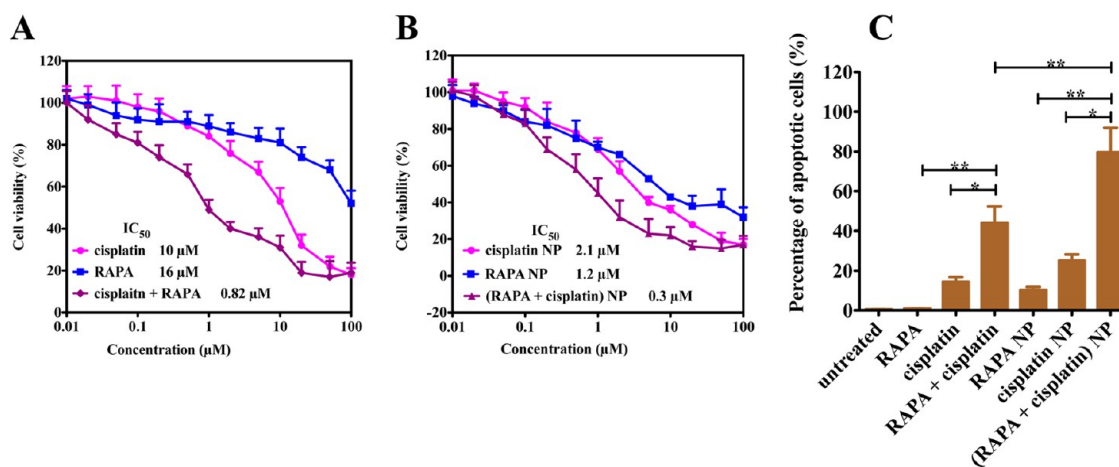 A
Cell viability (%)
120
100
80
60
40
20
0
IC50
cisplatin 10 µM
RAPA 16 µM
cisplaitn + RAPA 0.82 µM
0.01 0.1 1 10 100
Concentration (µM)
B
Cell viability (%)
120
100
80
60
40
20
0
-20
IC50
cisplatin NP 2.1 µM
RAPA NP 1.2 µM
(RAPA + cisplatin) NP 0.3 µM
0.01 0.1 1 10 100
Concentration (µM)
C
Percentage of apoptotic cells (%)
120
100
80
60
40
20
0
**
**
*
**
*
untreated
RAPA
cisplatin
RAPA + cisplatin
RAPA NP
cisplatin NP
(RAPA + cisplatin) NP